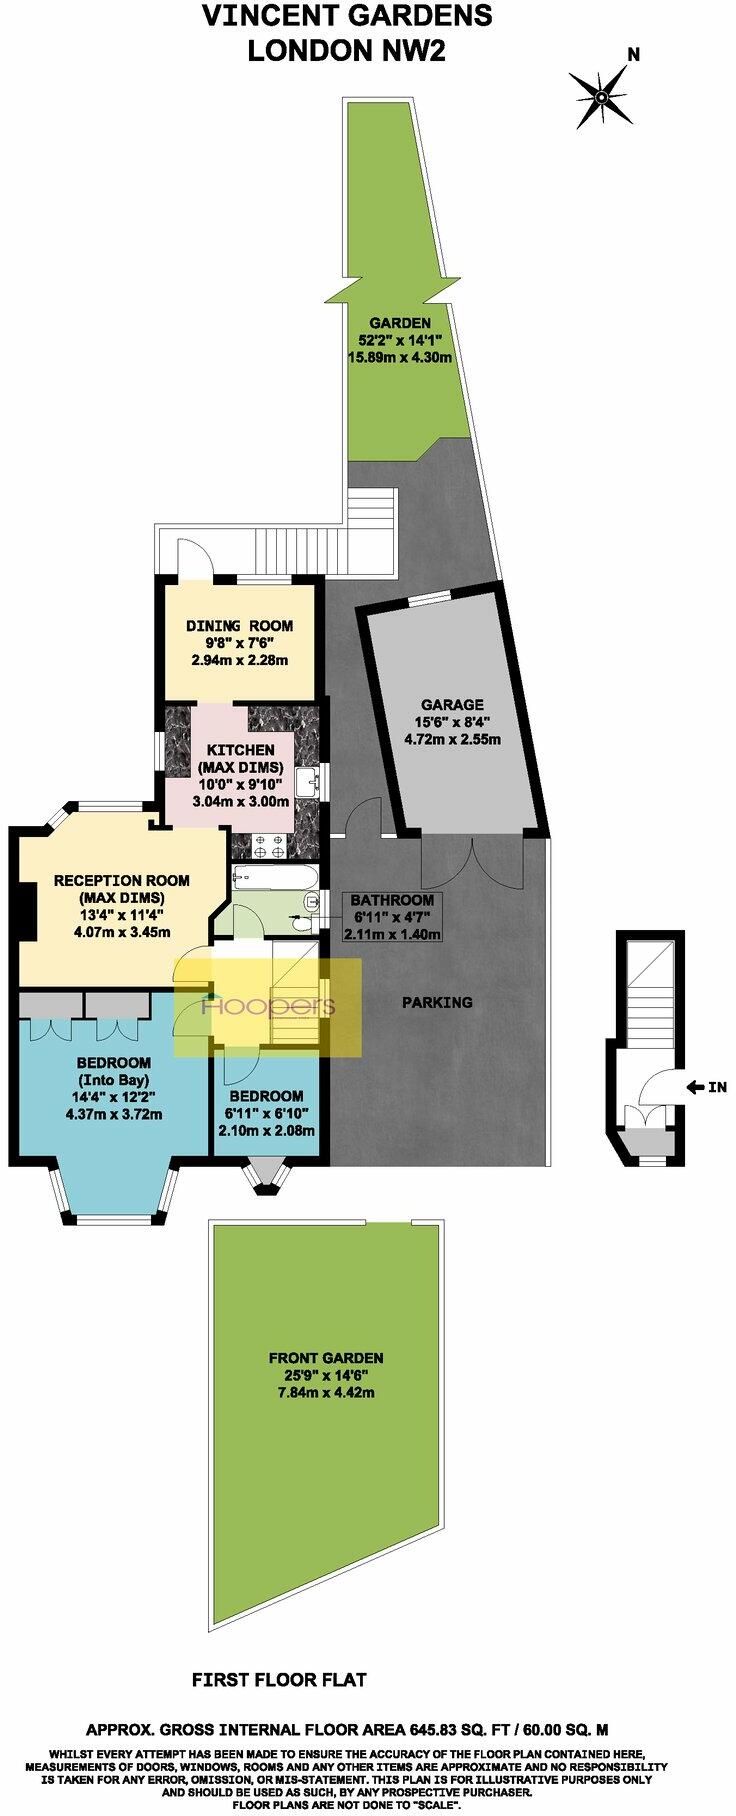 VINCENT GARDENS
LONDON NW2
N
GARDEN
52'2" x 14'1"
15.89m x 4.30m
DINING ROOM
9'8" x 7'6"
2.94m x 2.28m
GARAGE
15'6" x 8'4"
4.72m x 2.55m
KITCHEN
(MAX DIMS)
10'0" x 9'10"
3.04m x 3.00m
RECEPTION ROOM
(MAX DIMS)
13'4" x 11'4"
4.07m x 3.45m
BATHROOM
6'11" x 4'7"
2.11m x 1.40m
Hoopers
PARKING
BEDROOM
(Into Bay)
14'4" x 12'2"
4.37m x 3.72m
BEDROOM
6'11" x 6'10"
2.10m x 2.08m
IN
FRONT GARDEN
25'9" x 14'6"
7.84m x 4.42m
FIRST FLOOR FLAT
APPROX. GROSS INTERNAL FLOOR AREA 645.83 SQ. FT / 60.00 SQ. M
WHILST EVERY ATTEMPT HAS BEEN MADE TO ENSURE THE ACCURACY OF THE FLOOR PLAN CONTAINED HERE,
MEASUREMENTS OF DOORS, WINDOWS, ROOMS AND ANY OTHER ITEMS ARE APPROXIMATE AND NO RESPONSIBILITY
IS TAKEN FOR ANY ERROR, OMISSION, OR MIS-STATEMENT. THIS PLAN IS FOR ILLUSTRATIVE PURPOSES ONLY
AND SHOULD BE USED AS SUCH, BY ANY PROSPECTIVE PURCHASER.
FLOOR PLANS ARE NOT DONE TO "SCALE".